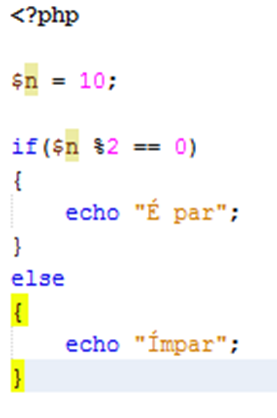 <?php
$n = 10;
if($n %2 == 0)
{
echo "É par";
}
else
{
echo "Ímpar";
}